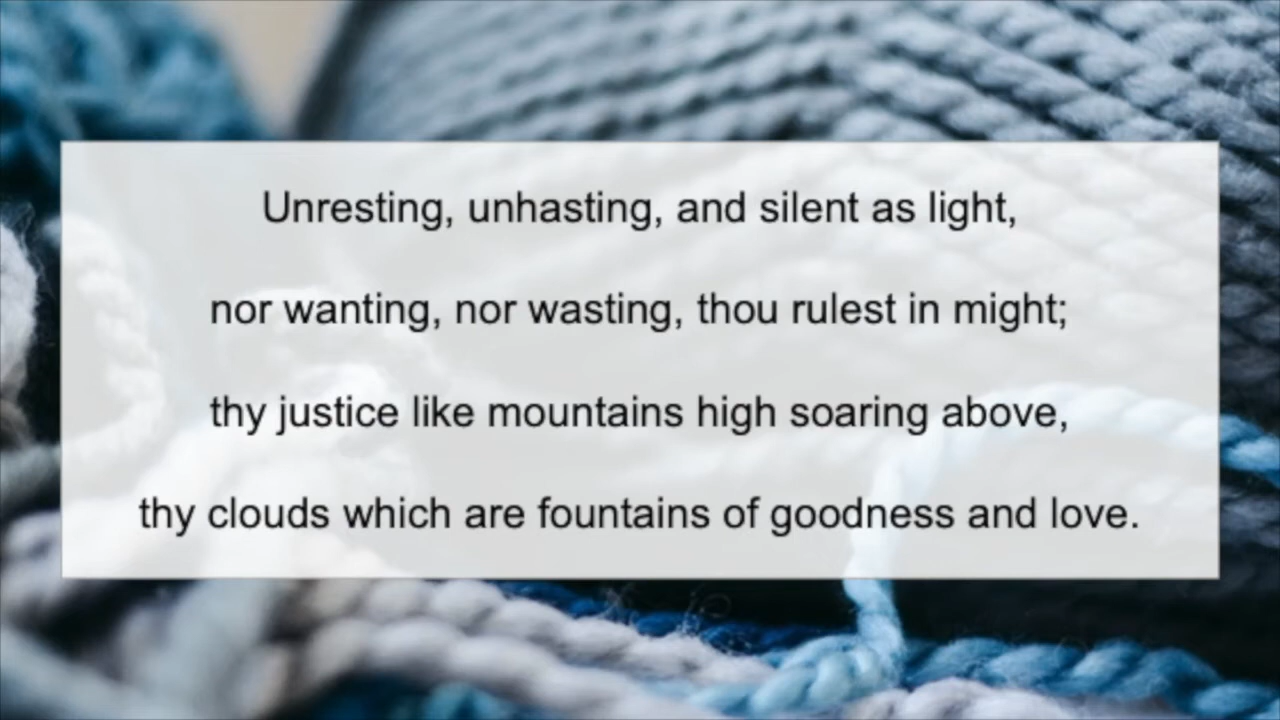 Unresting, unhasting, and silent as light,
nor wanting, nor wasting, thou rulest in might;
thy justice like mountains high soaring above,
thy clouds which are fountains of goodness and love.